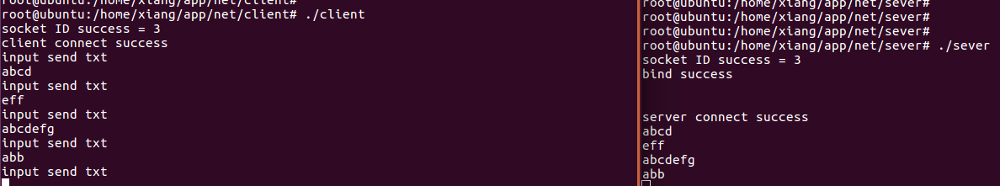 root@ubuntu:/home/xiang/app/net/client#
root@ubuntu:/home/xiang/app/net/client# ./client
socket ID success = 3
client connect success
input send txt
abcd
input send txt
eff
input send txt
abcdefg
input send txt
abb
input send txt
root@ubuntu:/home/xiang/app/net/sever#
root@ubuntu:/home/xiang/app/net/sever#
root@ubuntu:/home/xiang/app/net/sever#
root@ubuntu:/home/xiang/app/net/sever# ./sever
socket ID success = 3
bind success
server connect success
abcd
eff
abcdefg
abb